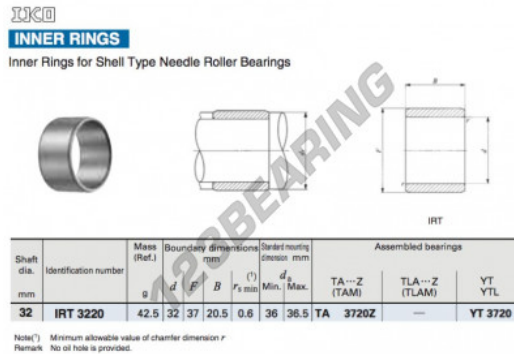 IKO
INNER RINGS
Inner Rings for Shell Type Needle Roller Bearings
123BEARING
B
r
r
F
d
da
IRT
Shaft dia. mm
Identification number
Mass (Ref.) g
Boundary dimensions mm
d F B rs min (1)
Standard mounting dimension mm
da
Min. Max.
Assembled bearings
TA···Z (TAM)
TLA···Z (TLAM)
YT YTL
32 IRT 3220 42.5 32 37 20.5 0.6 36 36.5 TA 3720Z — YT 3720
Note(1) Minimum allowable value of chamfer dimension r
Remark No oil hole is provided.